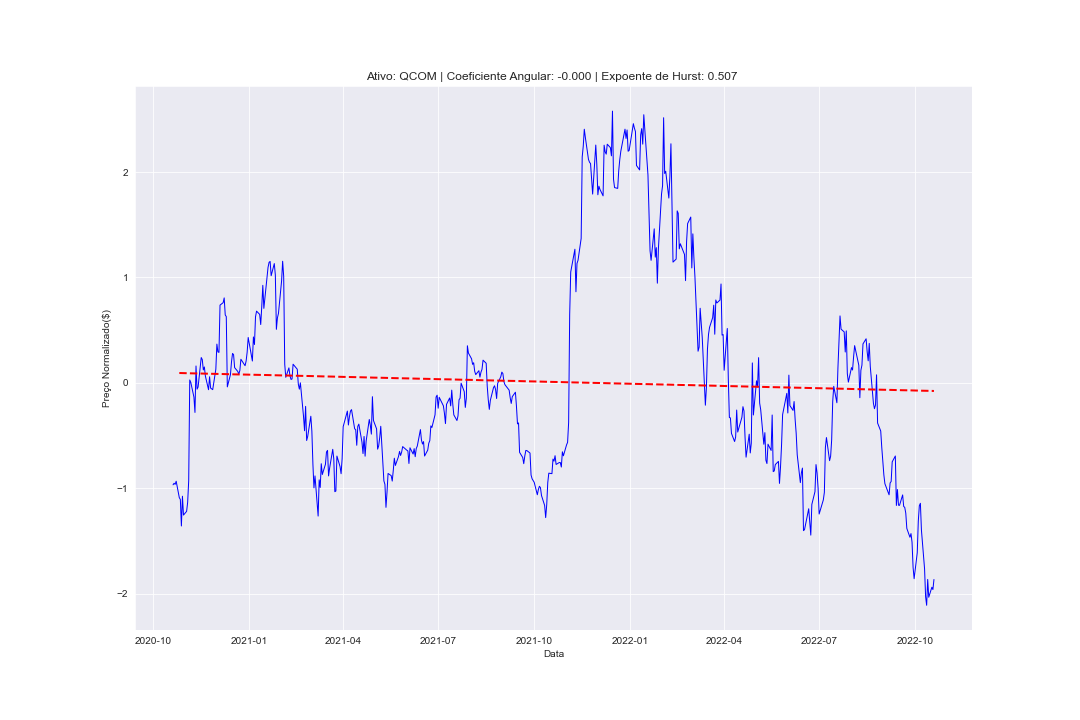 Ativo: QCOM | Coeficiente Angular: -0.000 | Expoente de Hurst: 0.507
Preço Normalizado($)
2
1
0
−1
−2
2020-10 2021-01 2021-04 2021-07 2021-10 2022-01 2022-04 2022-07 2022-10
Data